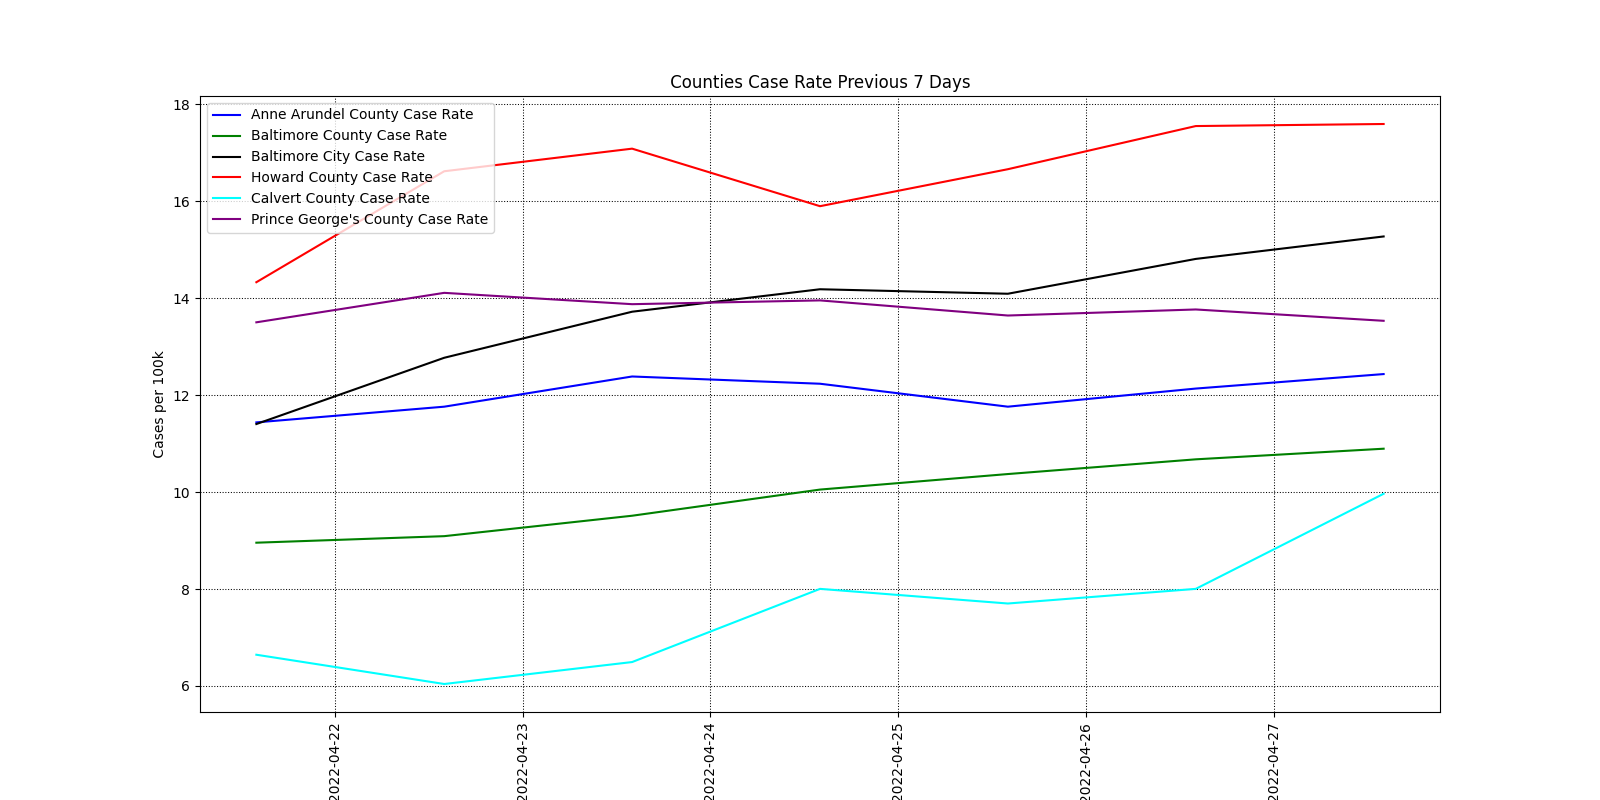 Counties Case Rate Previous 7 Days
Anne Arundel County Case Rate
Baltimore County Case Rate
Baltimore City Case Rate
Howard County Case Rate
Calvert County Case Rate
Prince George's County Case Rate
Cases per 100k
18
16
14
12
10
8
6
2022-04-22
2022-04-23
2022-04-24
2022-04-25
2022-04-26
2022-04-27